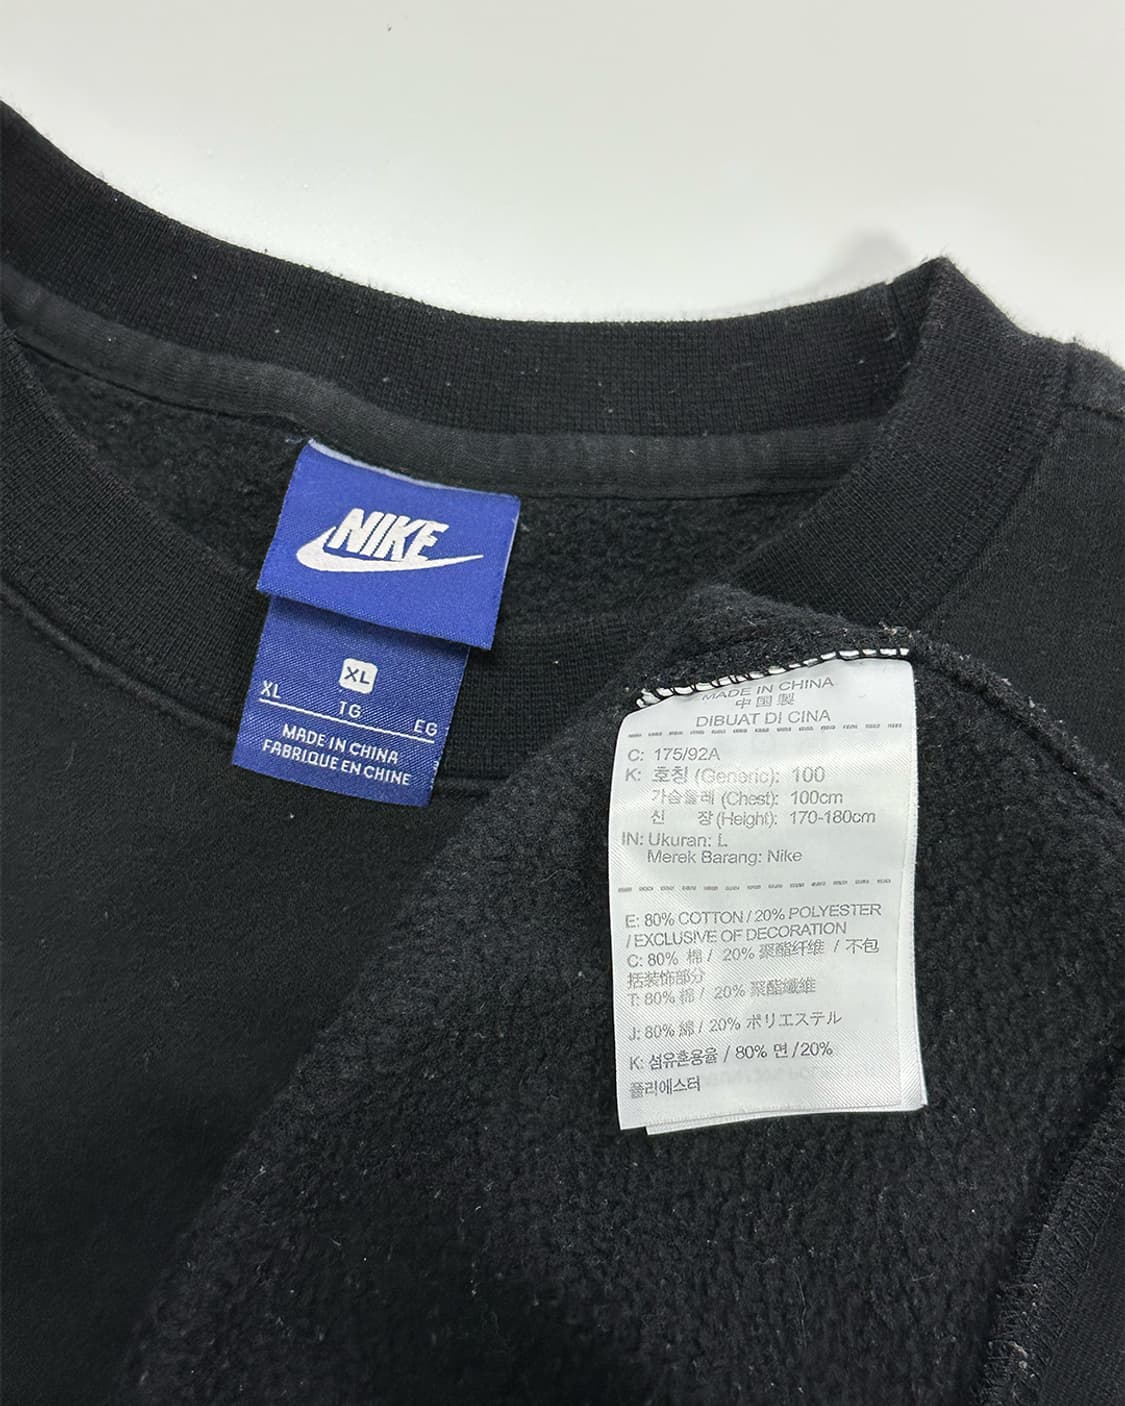 NIKE
XL
XL
TG
EG
MADE IN CHINA
FABRIQUE EN CHINE
MADE IN CHINA
中国製
DIBUAT DI CINA
C: 175/92A
K: 호칭 (Generic): 100
가슴둘레 (Chest): 100cm
신 장 (Height): 170-180cm
IN: Ukuran: L
Merek Barang: Nike
E: 80% COTTON / 20% POLYESTER
/ EXCLUSIVE OF DECORATION
C: 80% 棉 / 20% 聚酯纤维 / 不包
括装饰部分
T: 80% 棉 / 20% 聚酯纖維
J: 80% 綿 / 20% ポリエステル
K: 섬유혼용율 / 80% 면 / 20%
폴리에스터